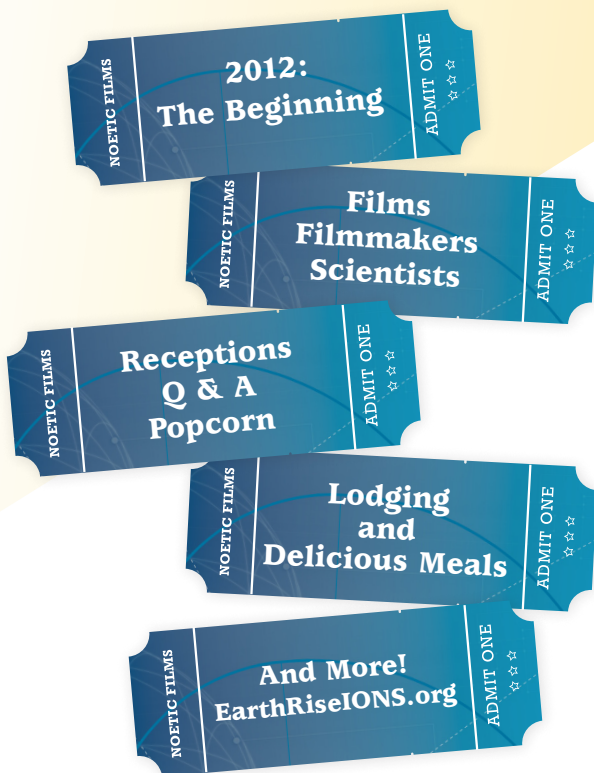 NOETIC FILMS
2012:
The Beginning
ADMIT ONE
NOETIC FILMS
Films
Filmmakers
Scientists
ADMIT ONE
NOETIC FILMS
Receptions
Q & A
Popcorn
ADMIT ONE
NOETIC FILMS
Lodging
and
Delicious Meals
ADMIT ONE
NOETIC FILMS
And More!
EarthRiseIONS.org
ADMIT ONE